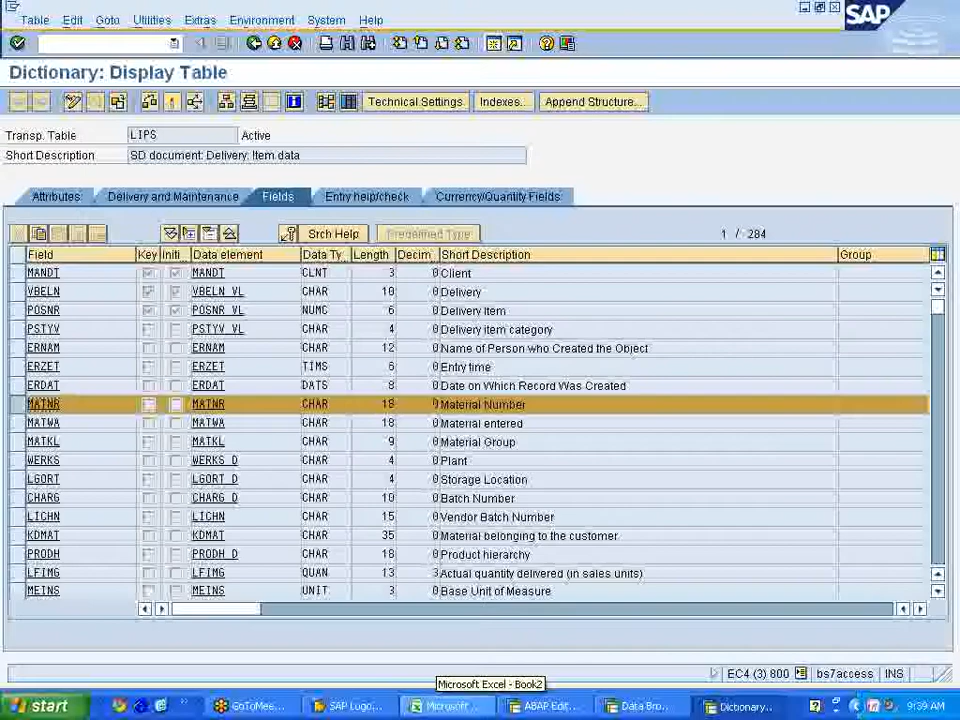 Table Edit Goto Utilities Extras Environment System Help
SAP
Dictionary: Display Table
Technical Settings Indexes... Append Structure...
Transp. Table LIPS Active
Short Description SD document: Delivery: Item data
Attributes Delivery and Maintenance Fields Entry help/check Currency/Quantity Fields
Srch Help Predefined Type 1 / 284
Field Key Initi Data element Data Ty.. Length Decim.. Short Description Group
MANDT MANDT CLNT 3 0 Client
VBELN VBELN_VL CHAR 10 0 Delivery
POSNR POSNR_VL NUMC 6 0 Delivery Item
PSTYV PSTYV_VL CHAR 4 0 Delivery item category
ERNAM ERNAM CHAR 12 0 Name of Person who Created the Object
ERZET ERZET TIMS 6 0 Entry time
ERDAT ERDAT DATS 8 0 Date on Which Record Was Created
MATNR MATNR CHAR 18 0 Material Number
MATWA MATWA CHAR 18 0 Material entered
MATKL MATKL CHAR 9 0 Material Group
WERKS WERKS_D CHAR 4 0 Plant
LGORT LGORT_D CHAR 4 0 Storage Location
CHARG CHARG_D CHAR 10 0 Batch Number
LICHN LICHN CHAR 15 0 Vendor Batch Number
KDMAT KDMAT CHAR 35 0 Material belonging to the customer
PRODH PRODH_D CHAR 18 0 Product hierarchy
LFIMG LFIMG QUAN 13 3 Actual quantity delivered (in sales units)
MEINS MEINS UNIT 3 0 Base Unit of Measure
EC4 (3) 800 bs7access INS
Microsoft Excel - Book2
start GoToMee... SAP Logo... Microsoft ... ABAP Edit... Data Bro... Dictionary... 9:39 AM